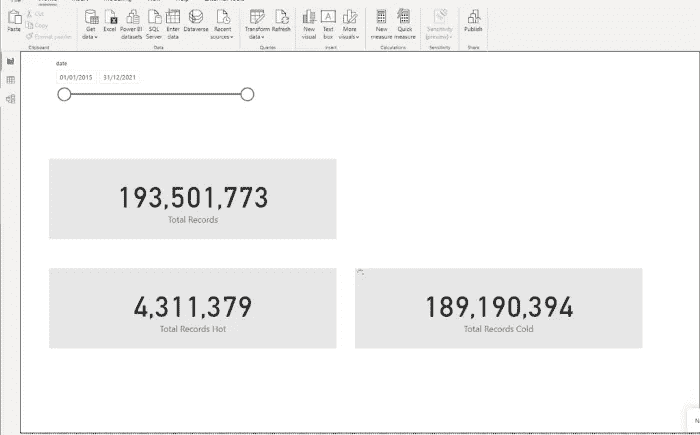 Cut
Copy
Format painter
Paste
Get data
Excel
Power BI datasets
SQL Server
Enter data
Dataverse
Recent sources
Transform data
Refresh
New visual
Text box
More visuals
New measure
Quick measure
Sensitivity (preview)
Publish
Clipboard
Data
Queries
Insert
Calculations
Sensitivity
Share
date
01/01/2015 31/12/2021
193,501,773
Total Records
4,311,379
Total Records Hot
189,190,394
Total Records Cold